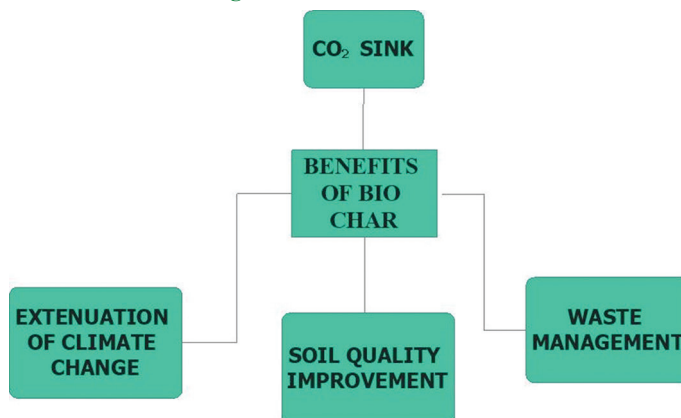 CO₂ SINK
BENEFITS
OF BIO
CHAR
EXTENUATION
OF CLIMATE
CHANGE
SOIL QUALITY
IMPROVEMENT
WASTE
MANAGEMENT